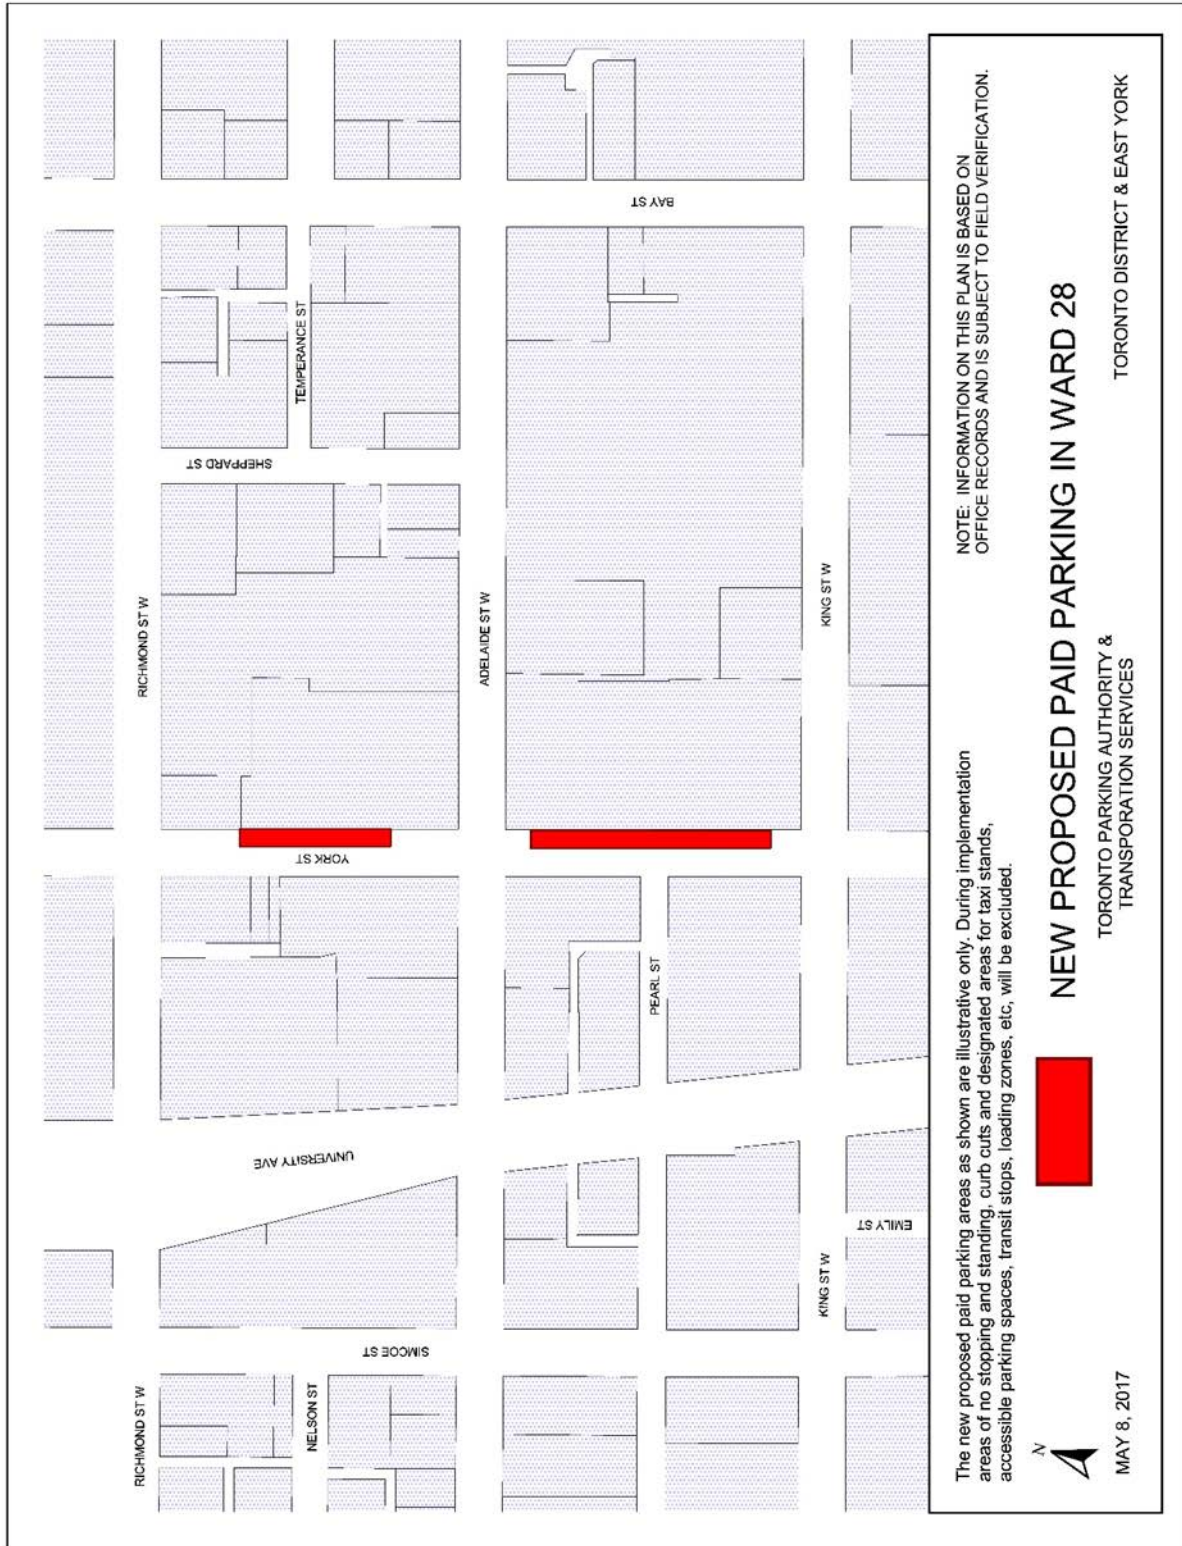 RICHMOND ST W
NELSON ST
SIMCOE ST
UNIVERSITY AVE
YORK ST
RICHMOND ST W
SHEPPARD ST
TEMPERANCE ST
ADELAIDE ST W
BAY ST
PEARL ST
KING ST W
EMILY ST
KING ST W
The new proposed paid parking areas as shown are illustrative only. During implementation
areas of no stopping and standing, curb cuts and designated areas for taxi stands,
accessible parking spaces, transit stops, loading zones, etc, will be excluded.
NOTE: INFORMATION ON THIS PLAN IS BASED ON
OFFICE RECORDS AND IS SUBJECT TO FIELD VERIFICATION.
N
NEW PROPOSED PAID PARKING IN WARD 28
MAY 8, 2017
TORONTO PARKING AUTHORITY &
TRANSPORATION SERVICES
TORONTO DISTRICT & EAST YORK